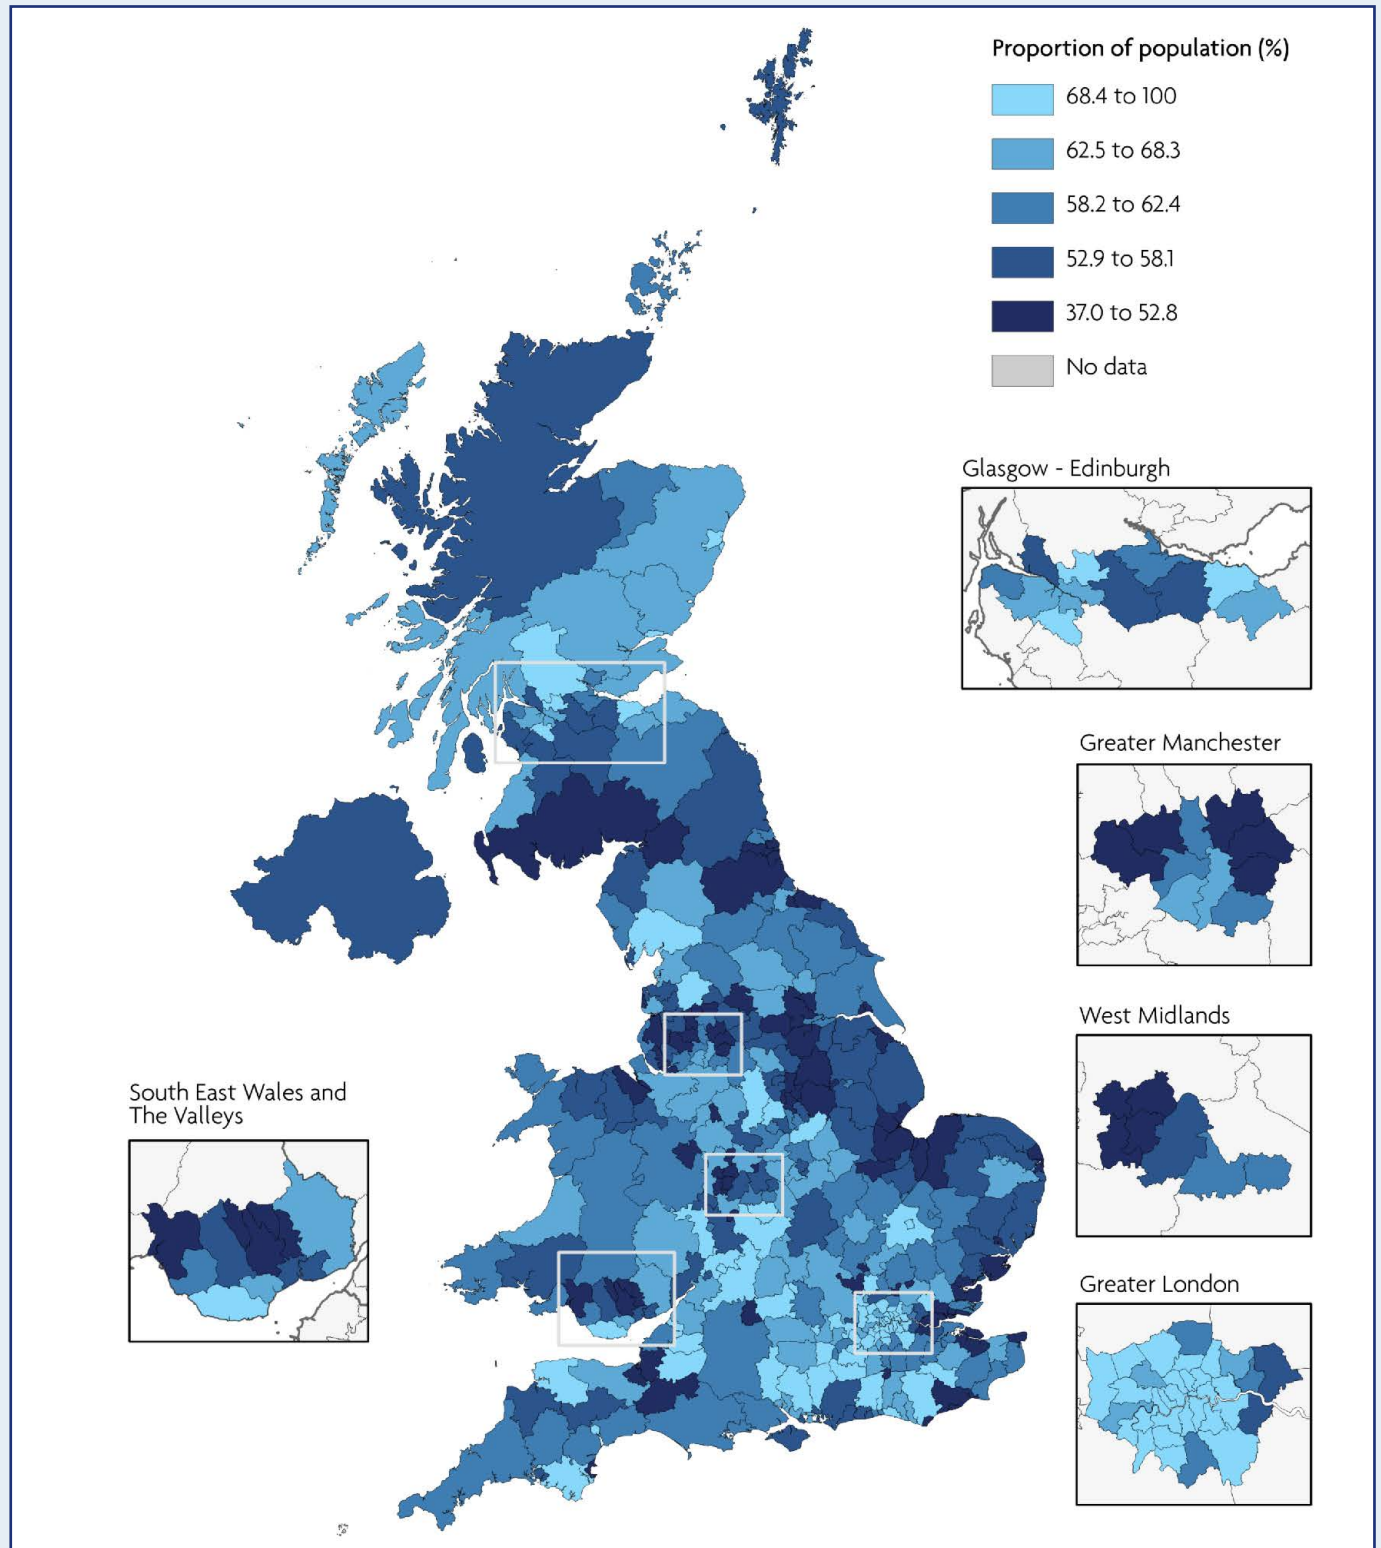 Proportion of population (%)
68.4 to 100
62.5 to 68.3
58.2 to 62.4
52.9 to 58.1
37.0 to 52.8
No data
Glasgow - Edinburgh
Greater Manchester
West Midlands
South East Wales and
The Valleys
Greater London